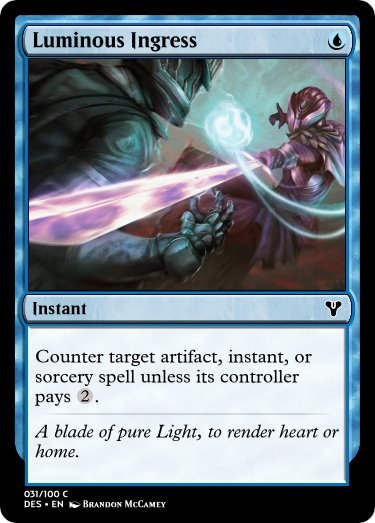 Luminous Ingress
Instant
Counter target artifact, instant, or
sorcery spell unless its controller
pays 2.
A blade of pure Light, to render heart or
home.
031/100 C
DES • EN Brandon McCamey